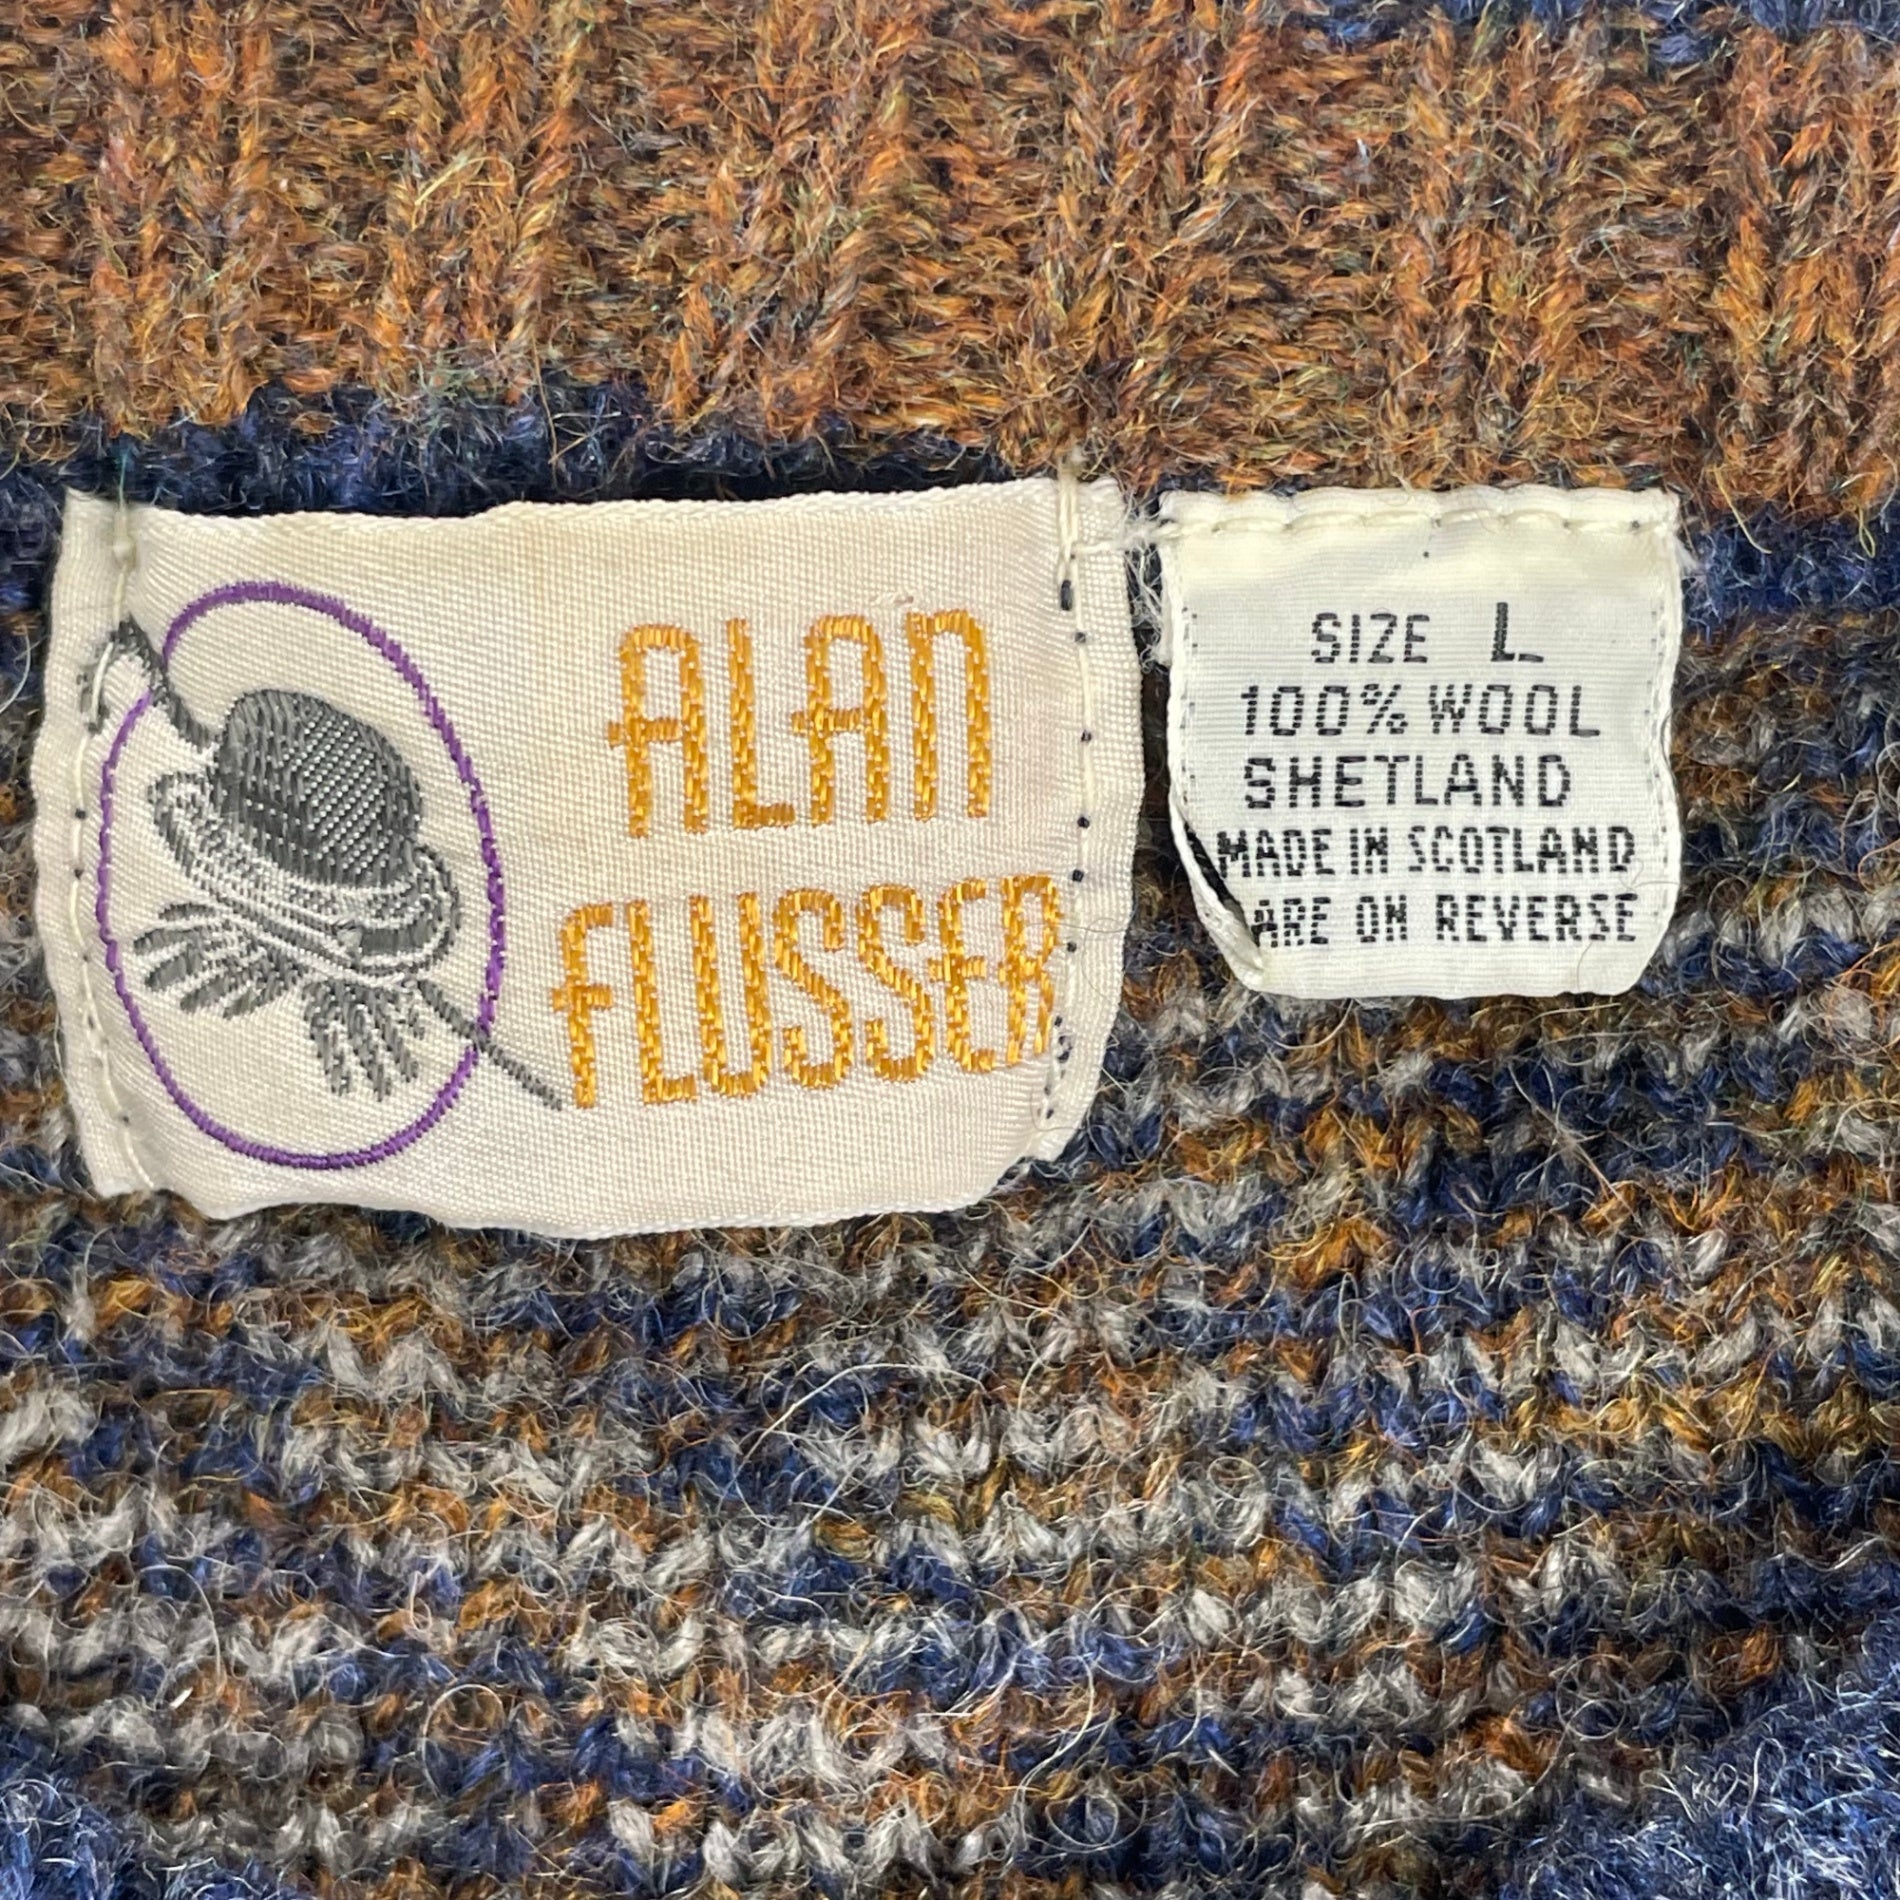 ALAN
FLUSSER
SIZE L
100% WOOL
SHETLAND
MADE IN SCOTLAND
ARE ON REVERSE